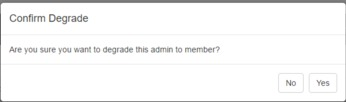 Confirm Degrade
Are you sure you want to degrade this admin to member?
No Yes